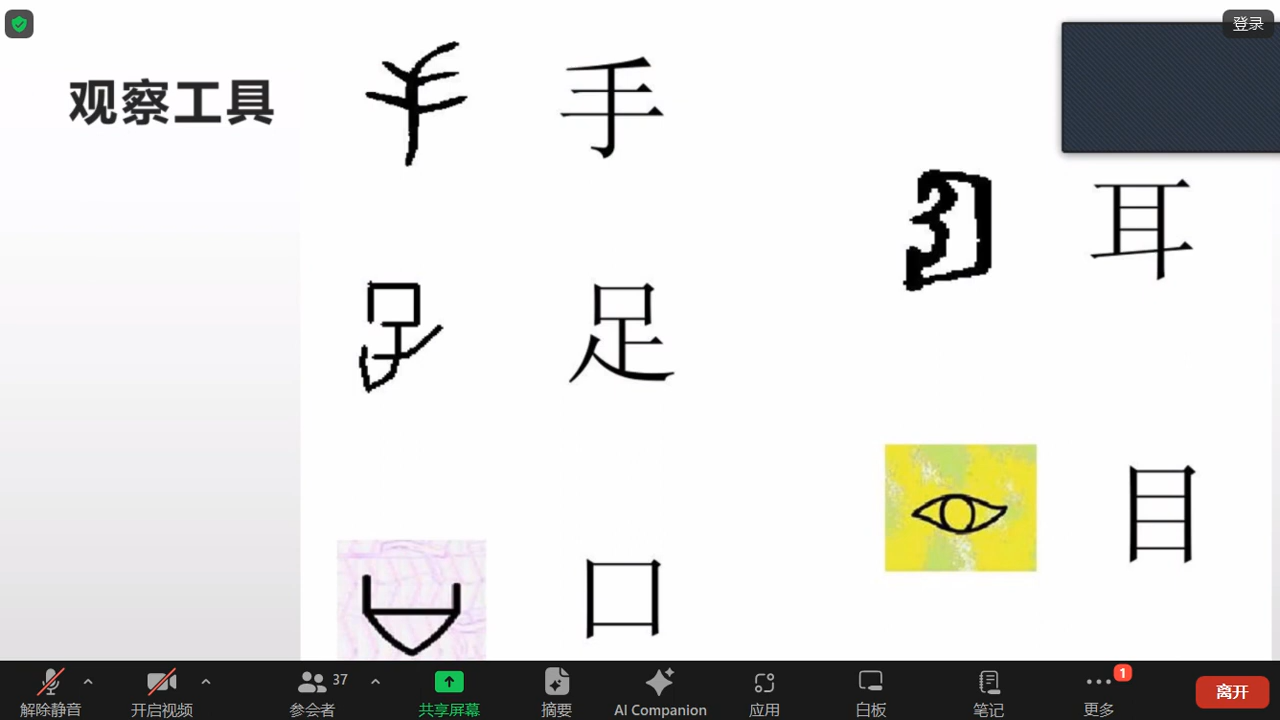 登录
观察工具
手
耳
足
目
口
37
1
解除静音
开启视频
参会者
共享屏幕
摘要
AI Companion
应用
白板
笔记
更多
离开